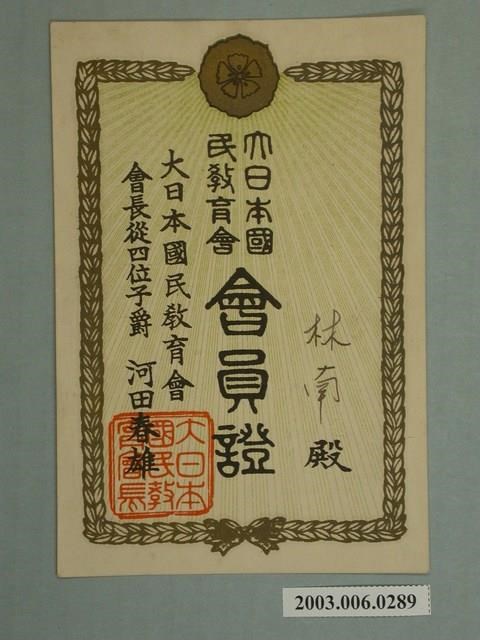 大日本國
民敎育會
會員證
林南殿
大日本國民敎育會
會長從四位子爵 河田春雄
大日本
國民敎
育會長
2003.006.0289